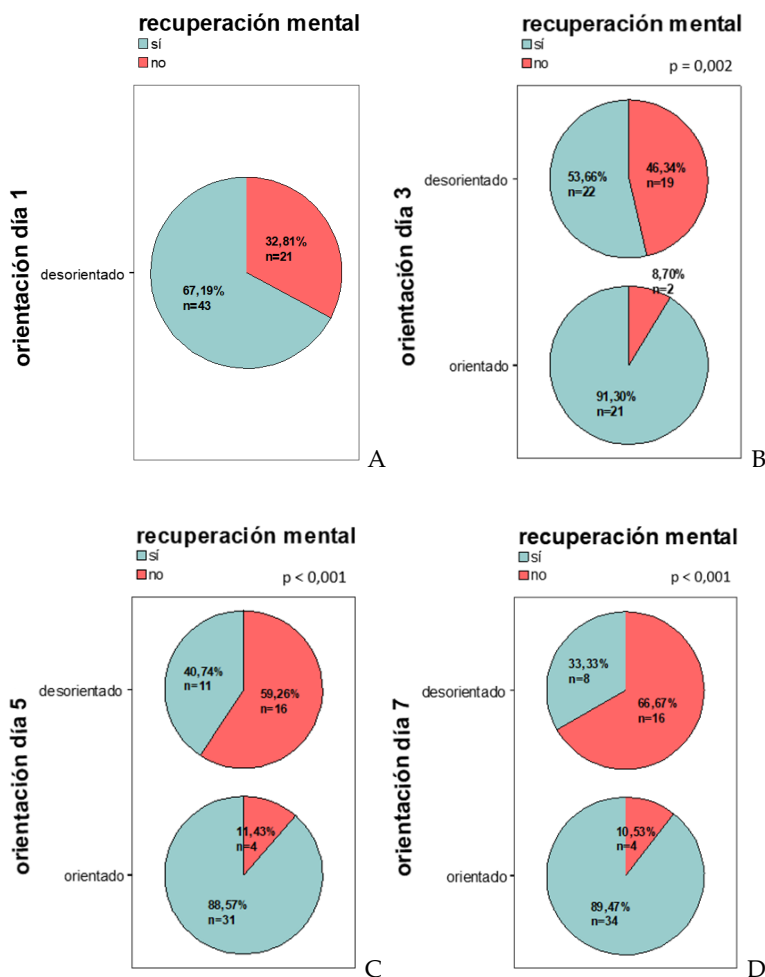 recuperación mental
sí
no
orientación día 1
desorientado
32,81%
n=21
67,19%
n=43
A
recuperación mental
sí
no
p = 0,002
orientación día 3
desorientado
53,66%
n=22
46,34%
n=19
8,70%
n=2
orientado
91,30%
n=21
B
recuperación mental
sí
no
p < 0,001
orientación día 5
desorientado
40,74%
n=11
59,26%
n=16
11,43%
n=4
orientado
88,57%
n=31
C
recuperación mental
sí
no
p < 0,001
orientación día 7
desorientado
33,33%
n=8
66,67%
n=16
10,53%
n=4
orientado
89,47%
n=34
D